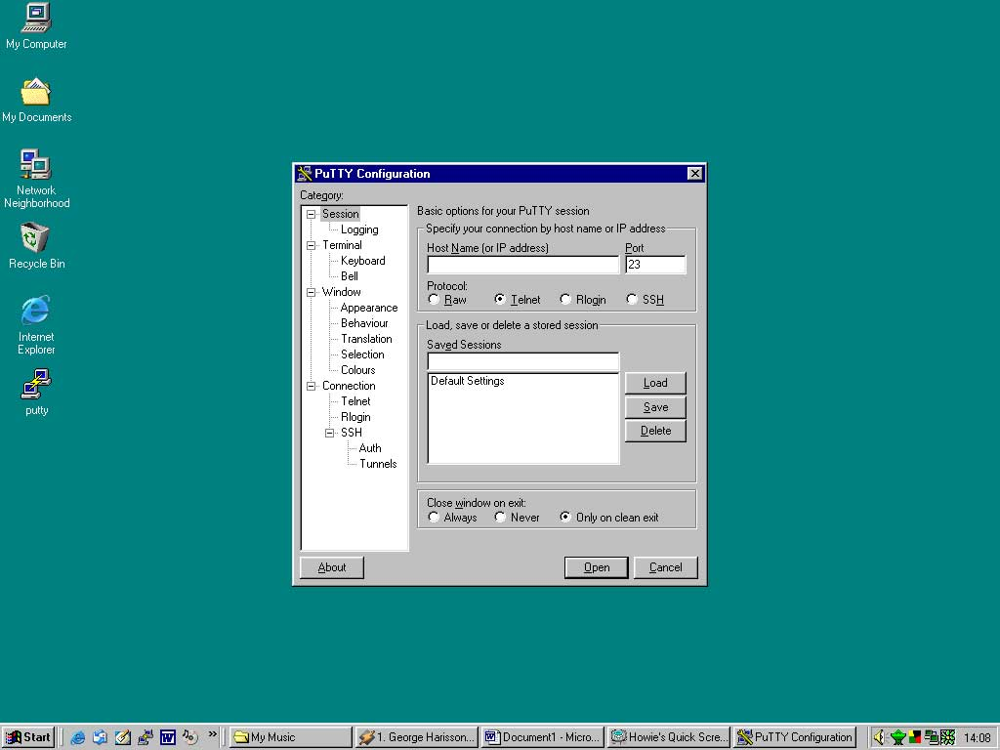 My Computer
My Documents
Network
Neighborhood
Recycle Bin
Internet
Explorer
putty
PuTTY Configuration
Category:
Session
Logging
Terminal
Keyboard
Bell
Window
Appearance
Behaviour
Translation
Selection
Colours
Connection
Telnet
Rlogin
SSH
Auth
Tunnels
Basic options for your PuTTY session
Specify your connection by host name or IP address
Host Name (or IP address) Port
23
Protocol:
Raw Telnet Rlogin SSH
Load, save or delete a stored session
Saved Sessions
Default Settings
Load
Save
Delete
Close window on exit:
Always Never Only on clean exit
About Open Cancel
Start » My Music 1. George Harisson... Document1 - Micro... Howie's Quick Scre... PuTTY Configuration 14:08